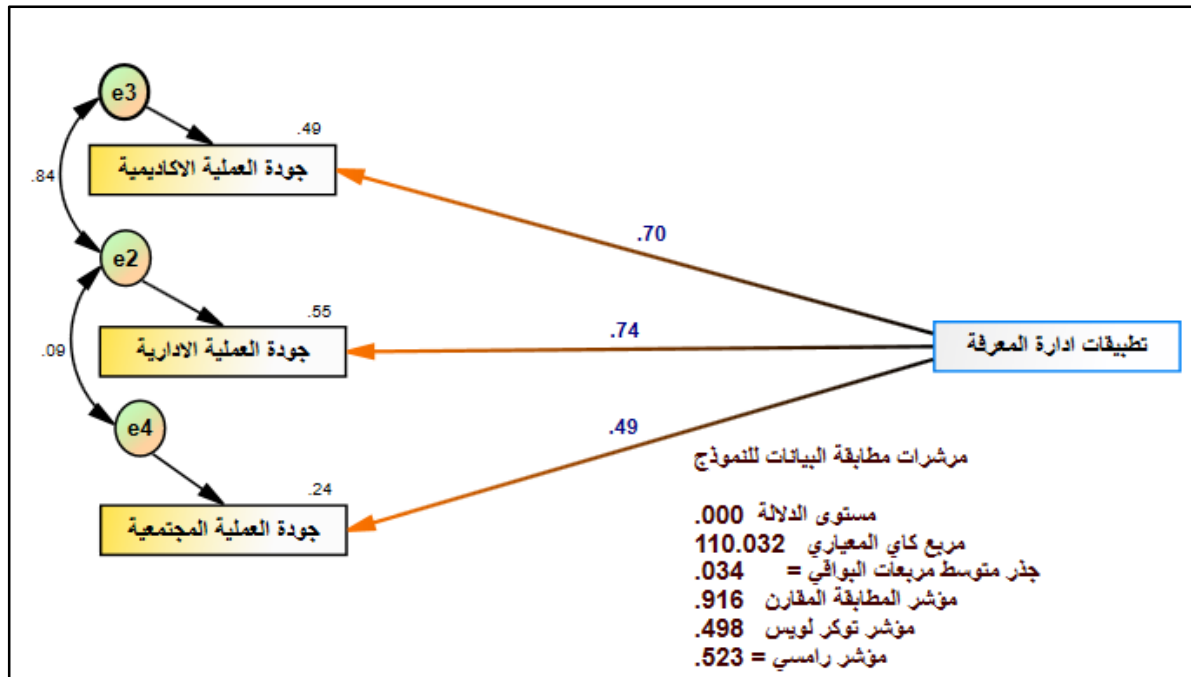 e3
.49
جودة العملية الاكاديمية
.84
.70
e2
.55
جودة العملية الادارية
.74
تطبيقات ادارة المعرفة
.09
e4
.49
.24
جودة العملية المجتمعية
مرشرات مطابقة البيانات للنموذج
مستوى الدلالة .000
مربع كاي المعياري 110.032
جذر متوسط مربعات البواقي = .034
مؤشر المطابقة المقارن .916
مؤشر توكر لويس .498
مؤشر رامسي = .523